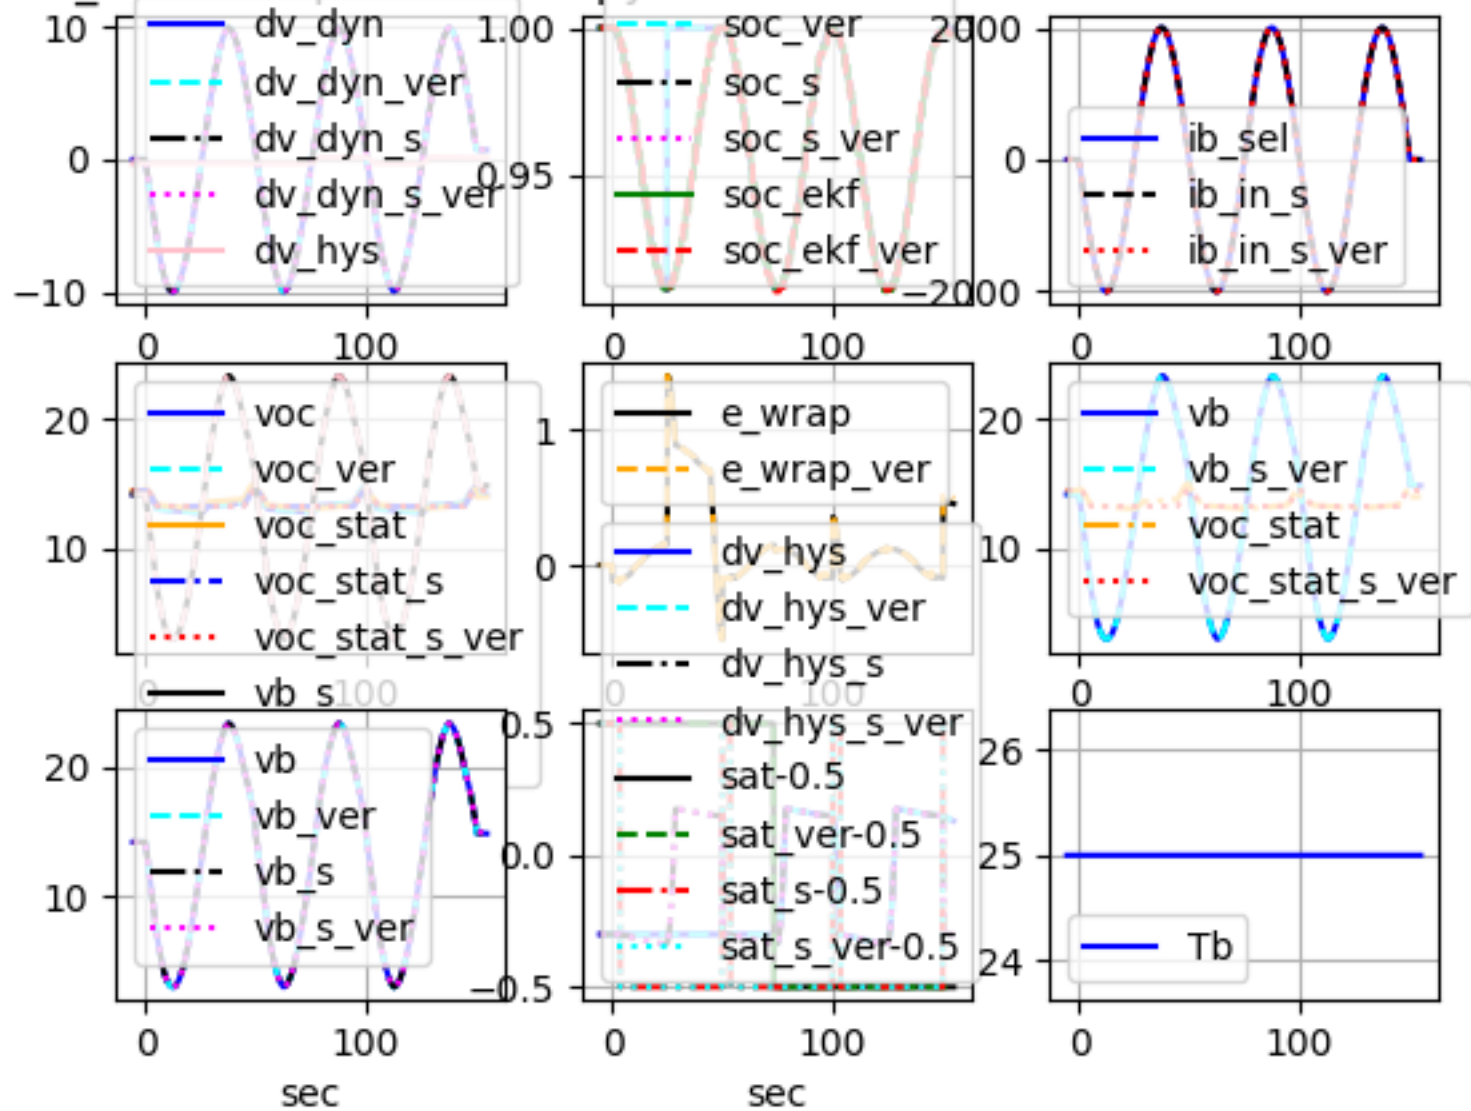 10
0
−10
dv_dyn
dv_dyn_ver
dv_dyn_s
dv_dyn_s_ver
dv_hys
0
100
1.00
0.95
soc_ver
soc_s
soc_s_ver
soc_ekf
soc_ekf_ver
0
100
2000
0
−2000
ib_sel
ib_in_s
ib_in_s_ver
0
100
20
10
voc
voc_ver
voc_stat
voc_stat_s
voc_stat_s_ver
vb_s
0
100
1
0
e_wrap
e_wrap_ver
dv_hys
dv_hys_ver
dv_hys_s
dv_hys_s_ver
sat-0.5
sat_ver-0.5
sat_s-0.5
sat_s_ver-0.5
0
100
20
10
vb
vb_s_ver
voc_stat
voc_stat_s_ver
0
100
20
10
vb
vb_ver
vb_s
vb_s_ver
0
100
sec
0.5
0.0
−0.5
0
100
sec
26
25
24
Tb
0
100